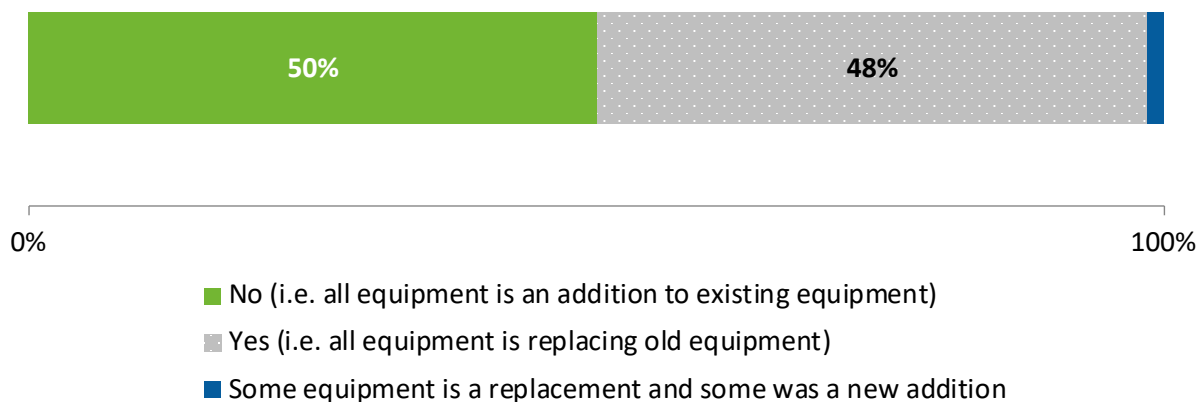 50% 48%
0% 100%
No (i.e. all equipment is an addition to existing equipment)
Yes (i.e. all equipment is replacing old equipment)
Some equipment is a replacement and some was a new addition